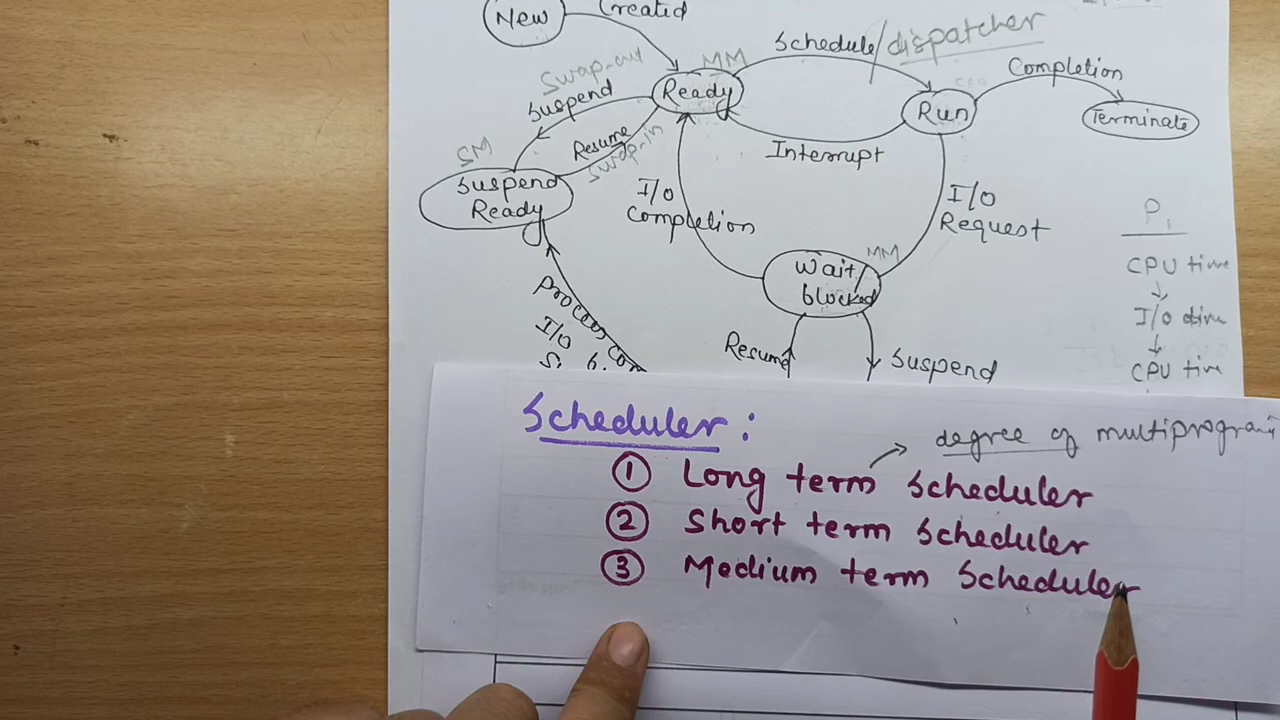 New
Created
Schedule/dispatcher
Completion
MM
Ready
Run
Terminate
Swap-out
Suspend
Resume
Swap-in
Interrupt
SM
Suspend
Ready
I/O
Completion
I/O
Request
MM
Wait/
blocked
P1
CPU time
I/O time
CPU time
process
I/O
Resume
Suspend
Scheduler:
degree of
① Long term Scheduler
② Short term Scheduler
③ Medium term Scheduler